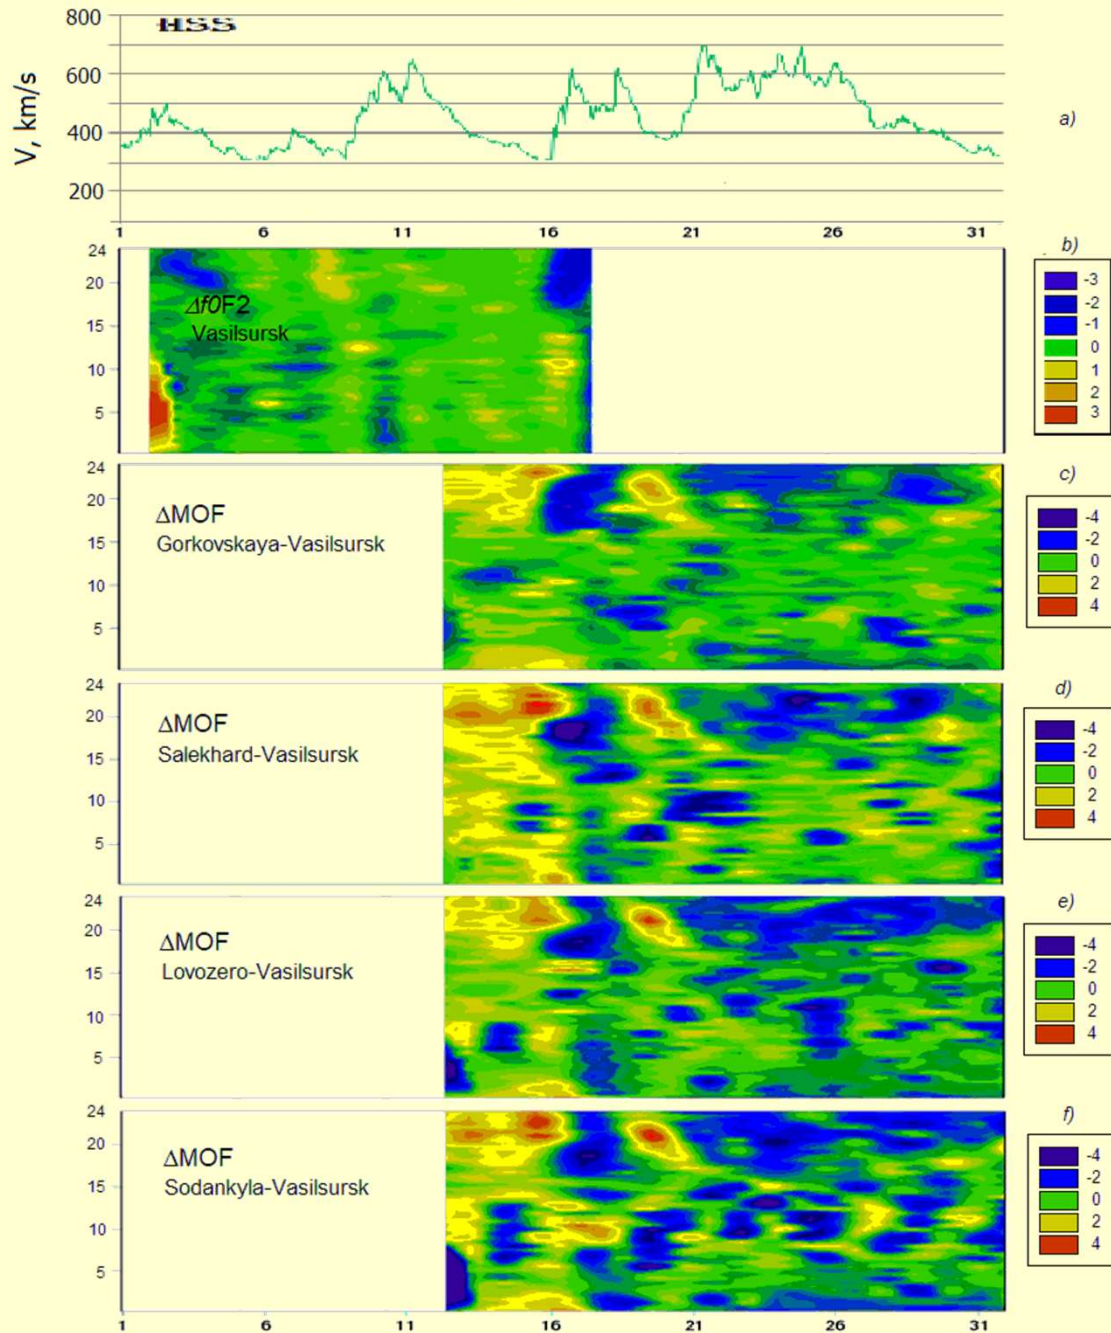 800
HSS
600
V, km/s
400
200
a)
1 6 11 16 21 26 31
b)
24
20
15
10
5
Δf0F2
Vasilsursk
-3
-2
-1
0
1
2
3
c)
24
20
15
10
5
ΔMOF
Gorkovskaya-Vasilsursk
-4
-2
0
2
4
d)
24
20
15
10
5
ΔMOF
Salekhard-Vasilsursk
-4
-2
0
2
4
e)
24
20
15
10
5
ΔMOF
Lovozero-Vasilsursk
-4
-2
0
2
4
f)
24
20
15
10
5
ΔMOF
Sodankyla-Vasilsursk
-4
-2
0
2
4
1 6 11 16 21 26 31